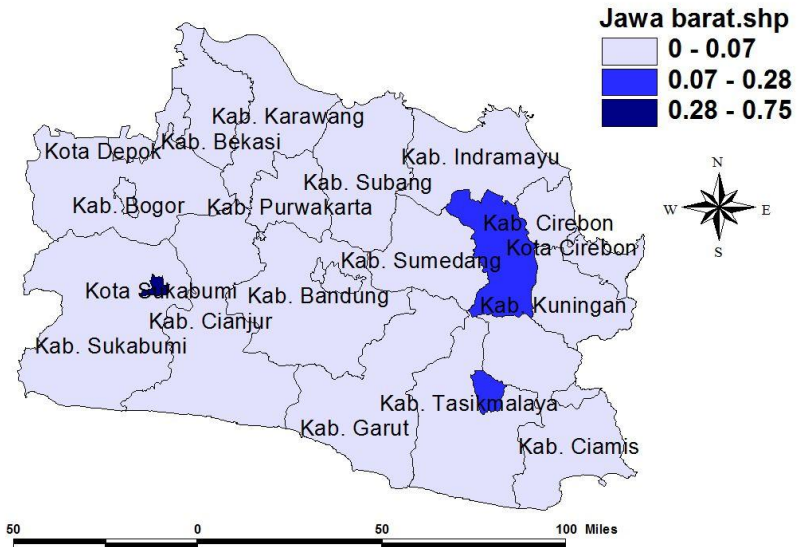 Jawa barat.shp
0 - 0.07
0.07 - 0.28
0.28 - 0.75
Kab. Karawang
Kab. Bekasi
Kota Depok
Kab. Indramayu
Kab. Subang
Kab. Bogor
Kab. Purwakarta
Kab. Cirebon
Kota Cirebon
Kab. Sumedang
Kota Sukabumi
Kab. Bandung
Kab. Kuningan
Kab. Cianjur
Kab. Sukabumi
Kab. Tasikmalaya
Kab. Garut
Kab. Ciamis
N
W
E
S
50 0 50 100 Miles